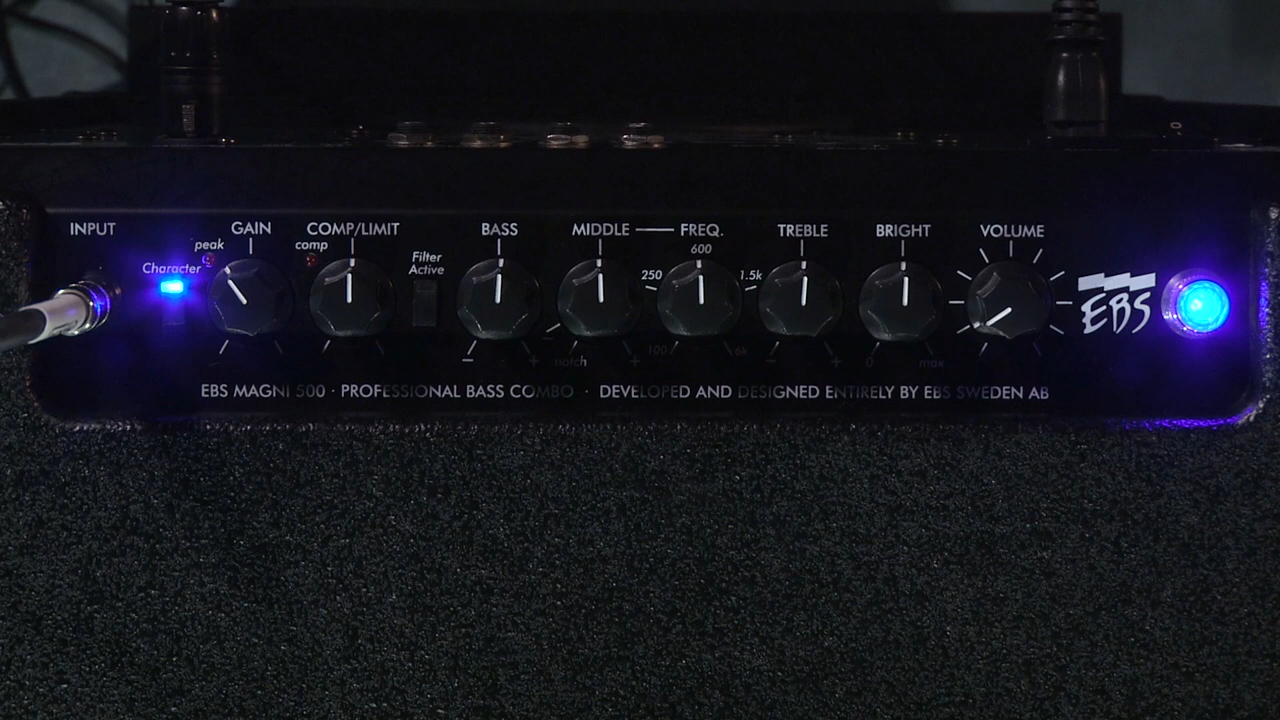 INPUT
GAIN
COMP/LIMIT
BASS
MIDDLE
FREQ.
TREBLE
BRIGHT
VOLUME
peak
comp
600
Character
Filter
Active
250
1.5k
EBS
100
6k
- +
notch +
- +
0 max
EBS MAGNI 500 · PROFESSIONAL BASS COMBO · DEVELOPED AND DESIGNED ENTIRELY BY EBS SWEDEN AB